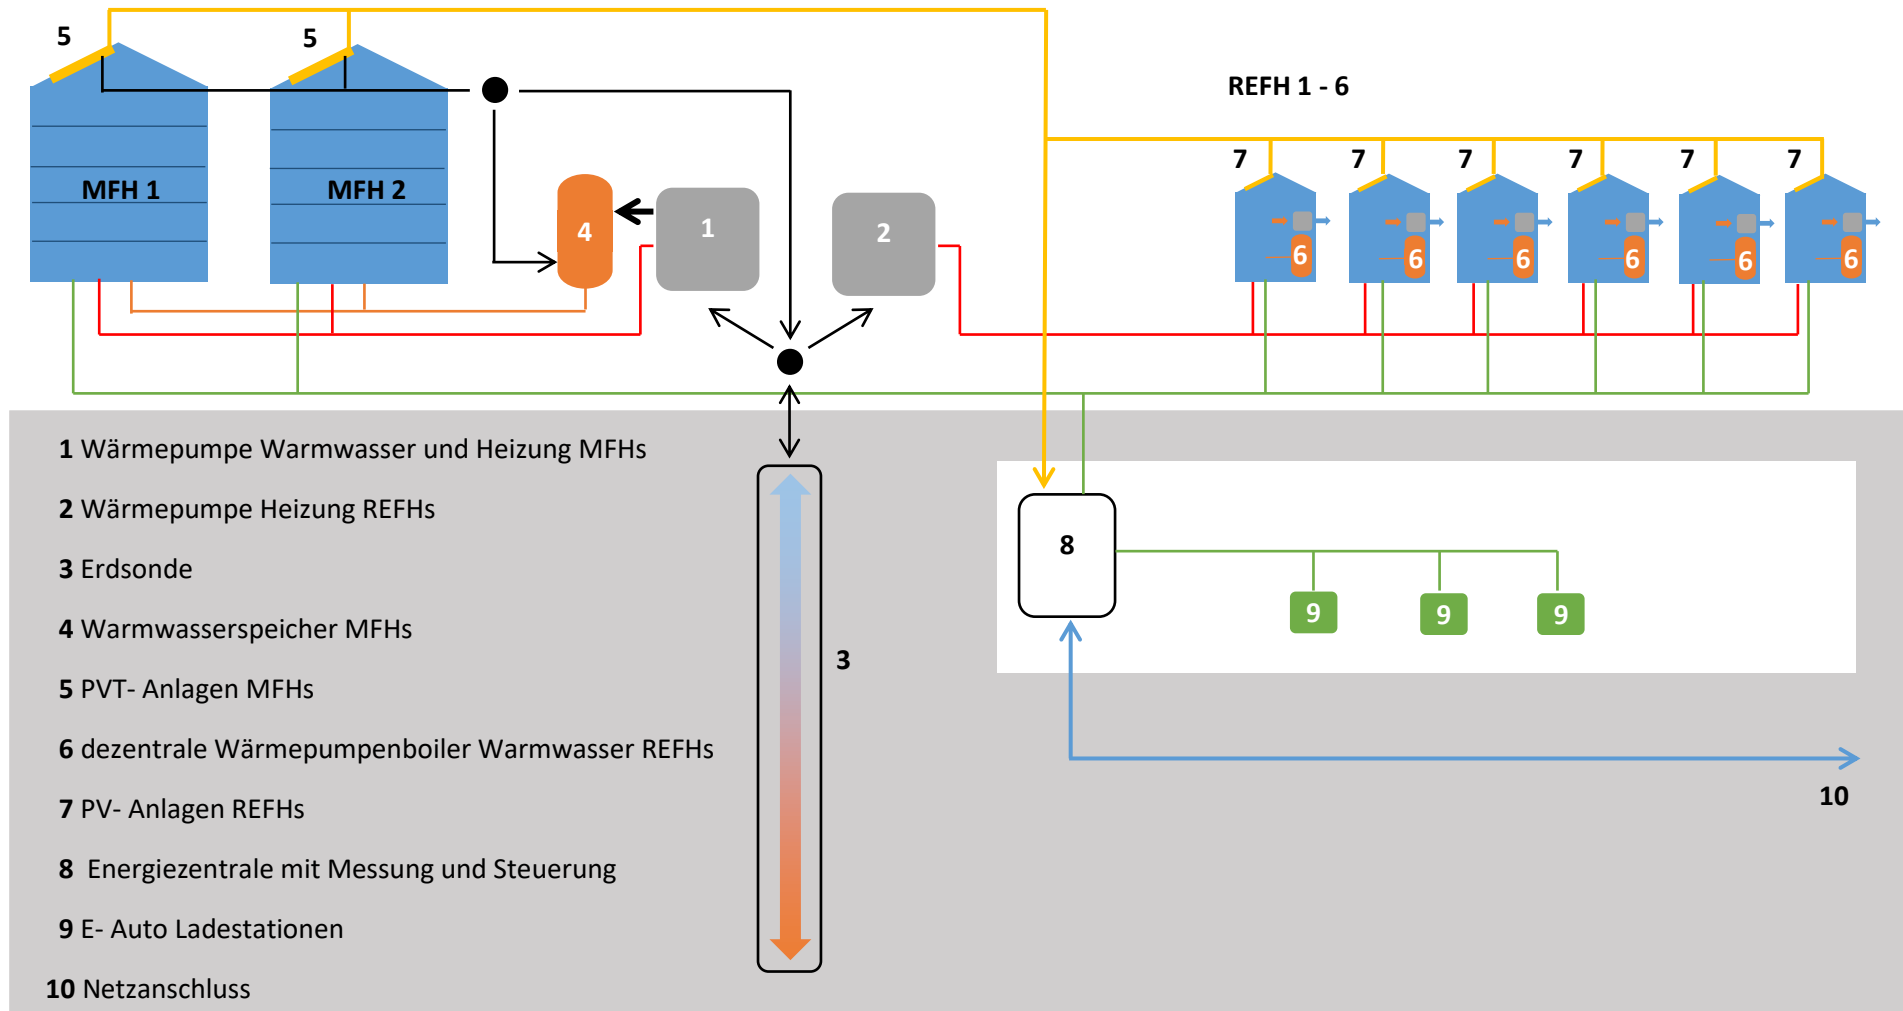 5
5
REFH 1 - 6
7
7
7
7
7
7
MFH 1
MFH 2
4
1
2
6
6
6
6
6
6
1 Wärmepumpe Warmwasser und Heizung MFHs
2 Wärmepumpe Heizung REFHs
3 Erdsonde
4 Warmwasserspeicher MFHs
5 PVT- Anlagen MFHs
6 dezentrale Wärmepumpenboiler Warmwasser REFHs
7 PV- Anlagen REFHs
8 Energiezentrale mit Messung und Steuerung
9 E- Auto Ladestationen
10 Netzanschluss
3
8
9
9
9
10